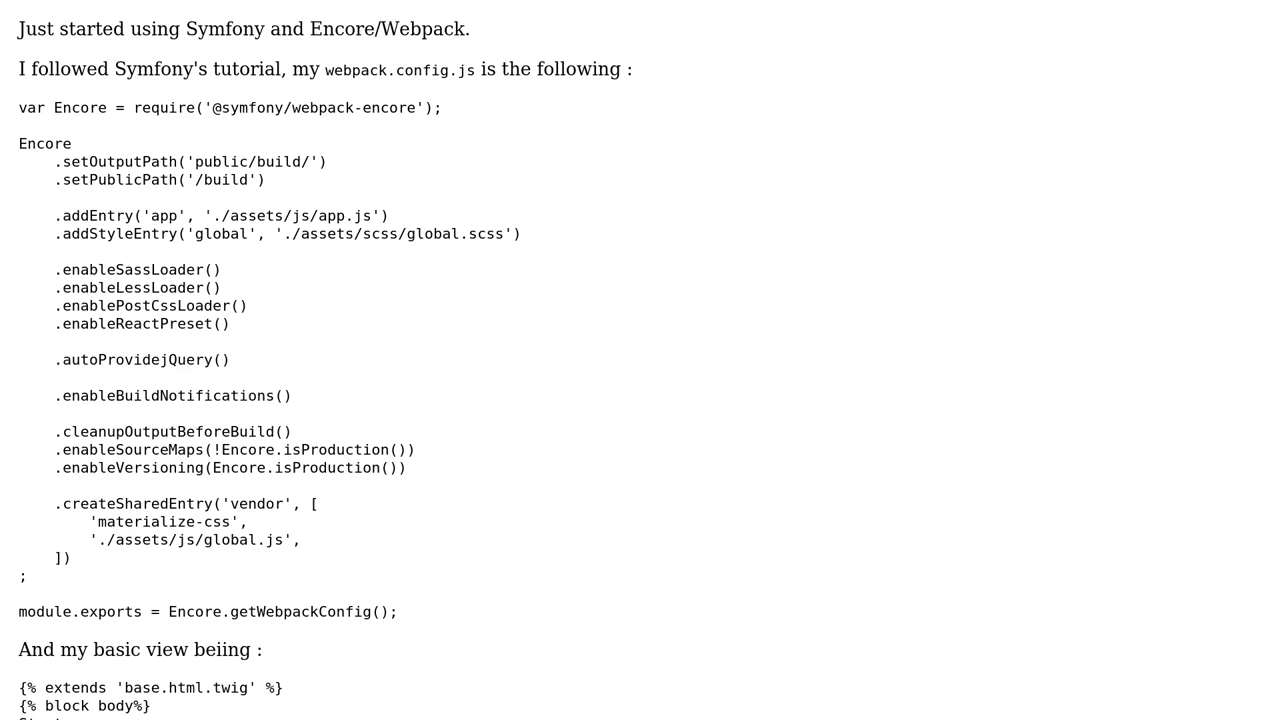 Just started using Symfony and Encore/Webpack.
I followed Symfony's tutorial, my webpack.config.js is the following :
var Encore = require('@symfony/webpack-encore');
Encore
    .setOutputPath('public/build/')
    .setPublicPath('/build')
    .addEntry('app', './assets/js/app.js')
    .addStyleEntry('global', './assets/scss/global.scss')
    .enableSassLoader()
    .enableLessLoader()
    .enablePostCssLoader()
    .enableReactPreset()
    .autoProvidejQuery()
    .enableBuildNotifications()
    .cleanupOutputBeforeBuild()
    .enableSourceMaps(!Encore.isProduction())
    .enableVersioning(Encore.isProduction())
    .createSharedEntry('vendor', [
        'materialize-css',
        './assets/js/global.js',
    ])
;
module.exports = Encore.getWebpackConfig();
And my basic view beiing :
{% extends 'base.html.twig' %}
{% block body%}